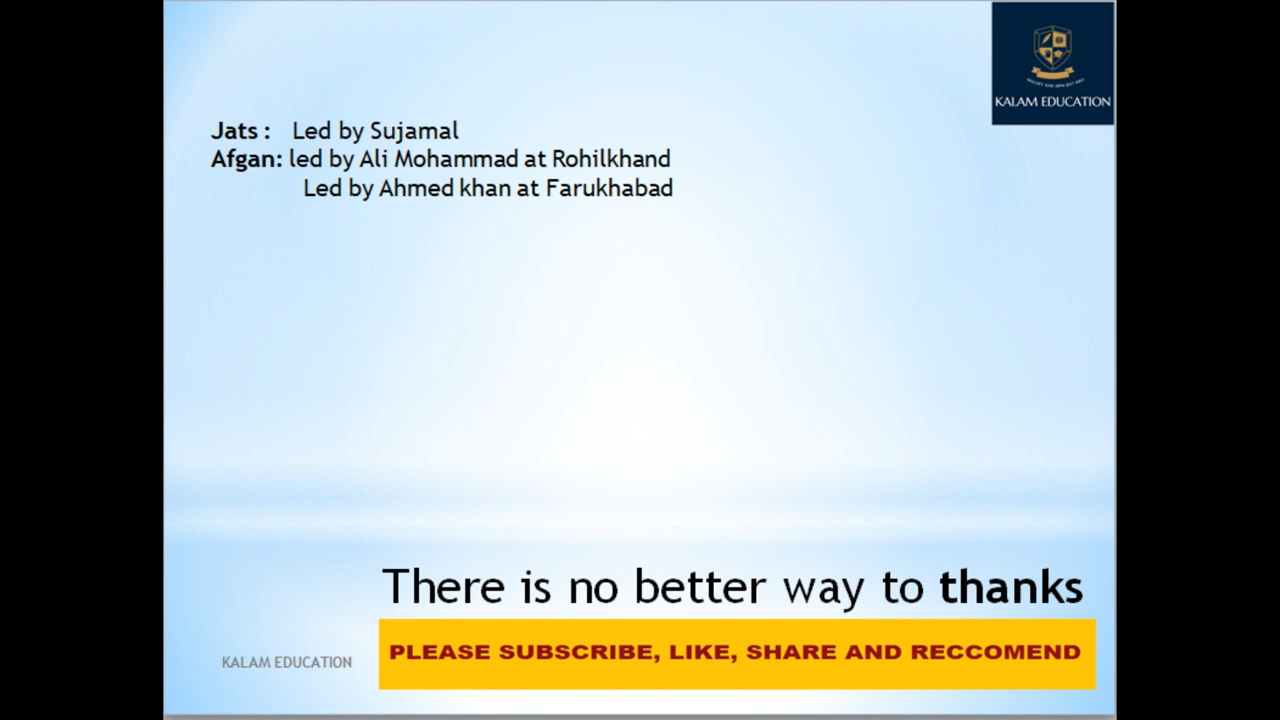 KALAM EDUCATION
Jats : Led by Sujamal
Afgan: led by Ali Mohammad at Rohilkhand
Led by Ahmed khan at Farukhabad
There is no better way to thanks
PLEASE SUBSCRIBE, LIKE, SHARE AND RECCOMEND
KALAM EDUCATION